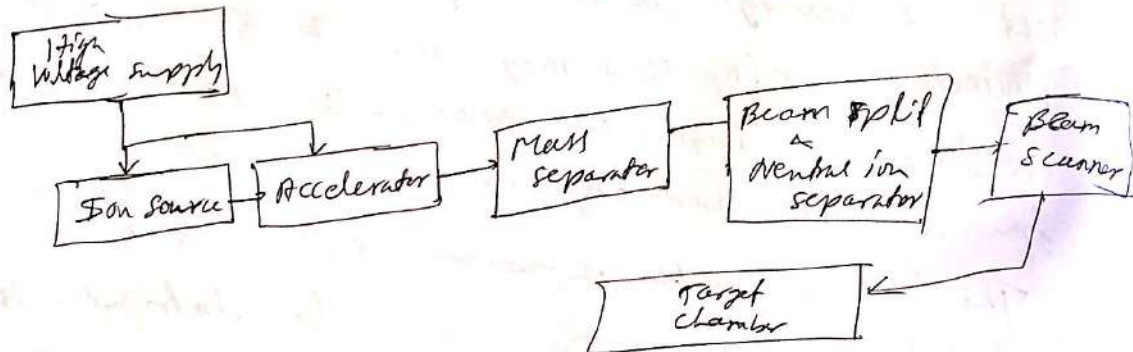 High
Voltage supply
Ion source
Accelerator
Mass
separator
Beam split
&
Neutral ion
separator
Beam
scanner
Target
chamber